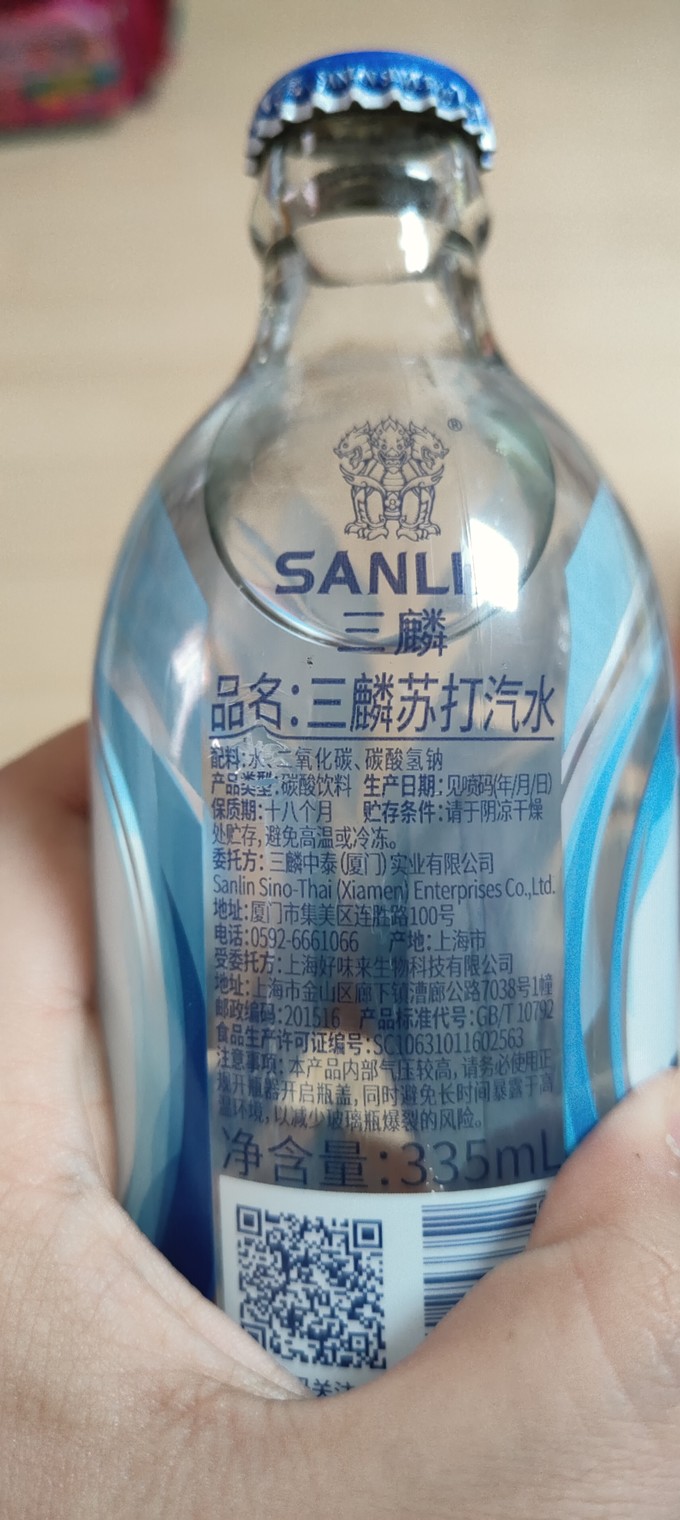 ®
SANLI
三麟
品名：三麟苏打汽水
配料：水、二氧化碳、碳酸氢钠
产品类型：碳酸饮料 生产日期：见喷码(年/月/日)
保质期：十八个月 贮存条件：请于阴凉干燥
处贮存，避免高温或冷冻。
委托方：三麟中泰（厦门）实业有限公司
Sanlin Sino-Thai (Xiamen) Enterprises Co.,Ltd.
地址：厦门市集美区连胜路100号
电话：0592-6661066 产地：上海市
受委托方：上海好味来生物科技有限公司
地址：上海市金山区廊下镇漕廊公路7038号1幢
邮政编码：201516 产品标准代号：GB/T 10792
食品生产许可证编号：SC10631011602563
注意事项：本产品内部气压较高，请务必使用正
规开瓶器开启瓶盖，同时避免长时间暴露于高
温环境，以减少玻璃瓶爆裂的风险。
净含量：335mL